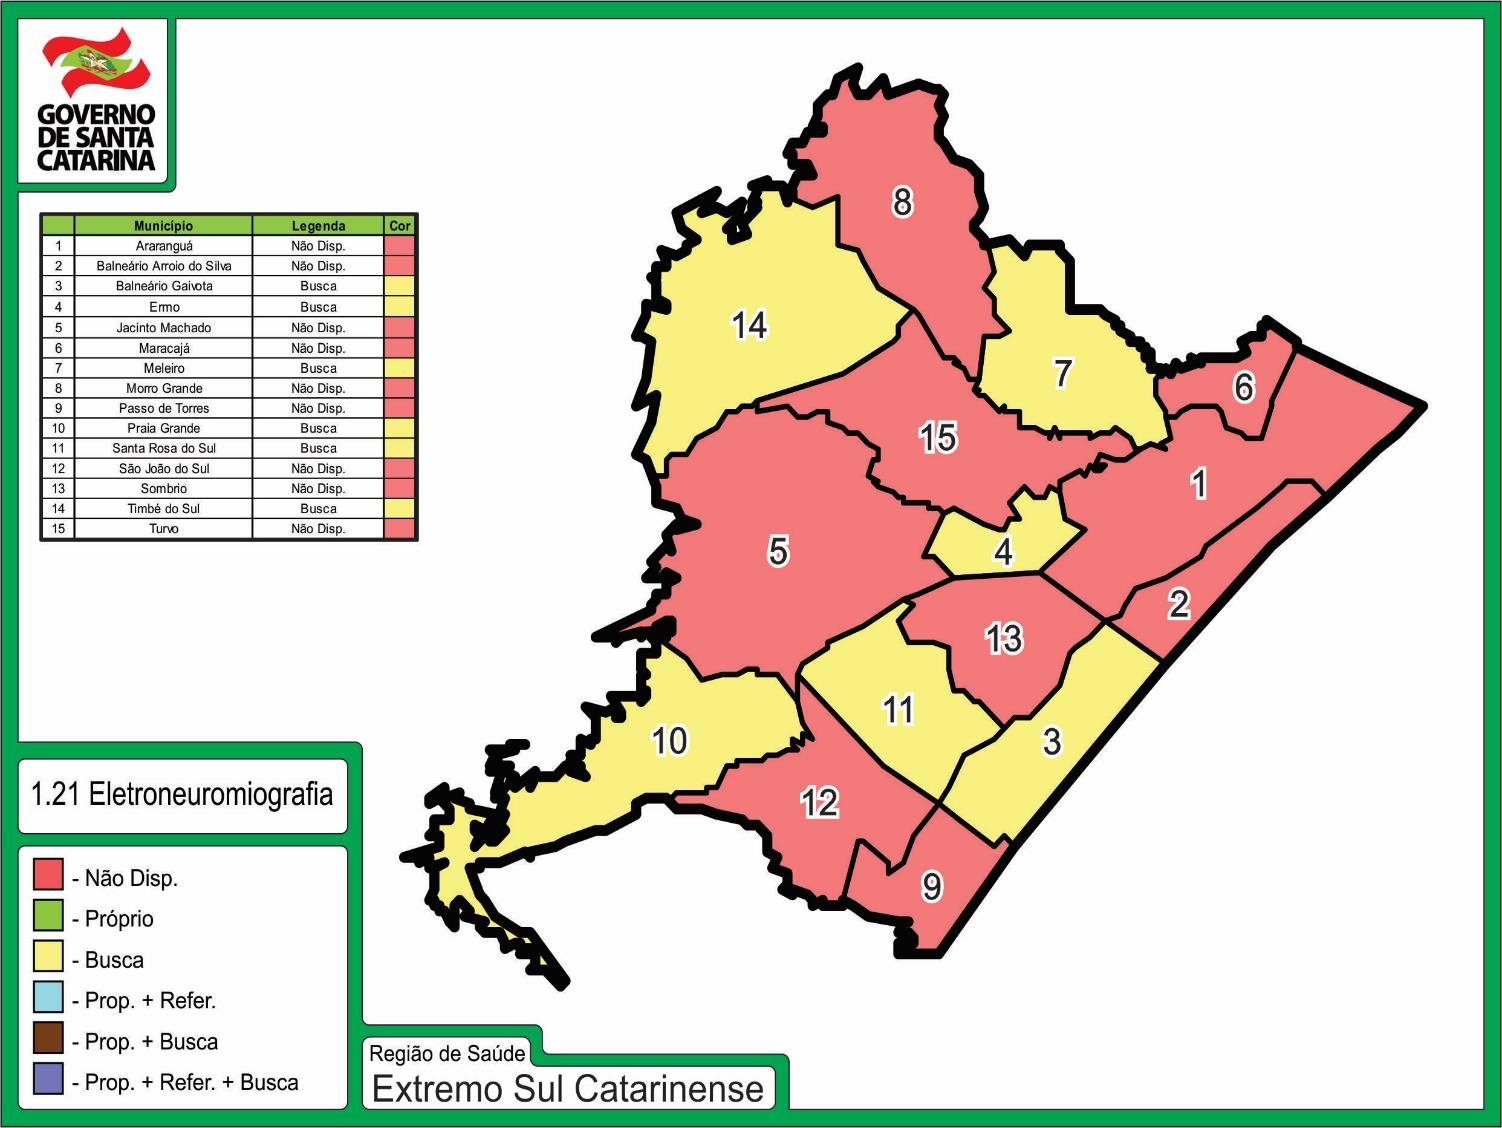 GOVERNO
DE SANTA
CATARINA
Município Legenda Cor
1 Araranguá Não Disp.
2 Balneário Arroio do Silva Não Disp.
3 Balneário Gaivota Busca
4 Ermo Busca
5 Jacinto Machado Não Disp.
6 Maracajá Não Disp.
7 Meleiro Busca
8 Morro Grande Não Disp.
9 Passo de Torres Não Disp.
10 Praia Grande Busca
11 Santa Rosa do Sul Busca
12 São João do Sul Não Disp.
13 Sombrio Não Disp.
14 Timbé do Sul Busca
15 Turvo Não Disp.
8
14
7
6
15
1
5
4
2
13
11
3
10
12
9
1.21 Eletroneuromiografia
- Não Disp.
- Próprio
- Busca
- Prop. + Refer.
- Prop. + Busca
- Prop. + Refer. + Busca
Região de Saúde
Extremo Sul Catarinense